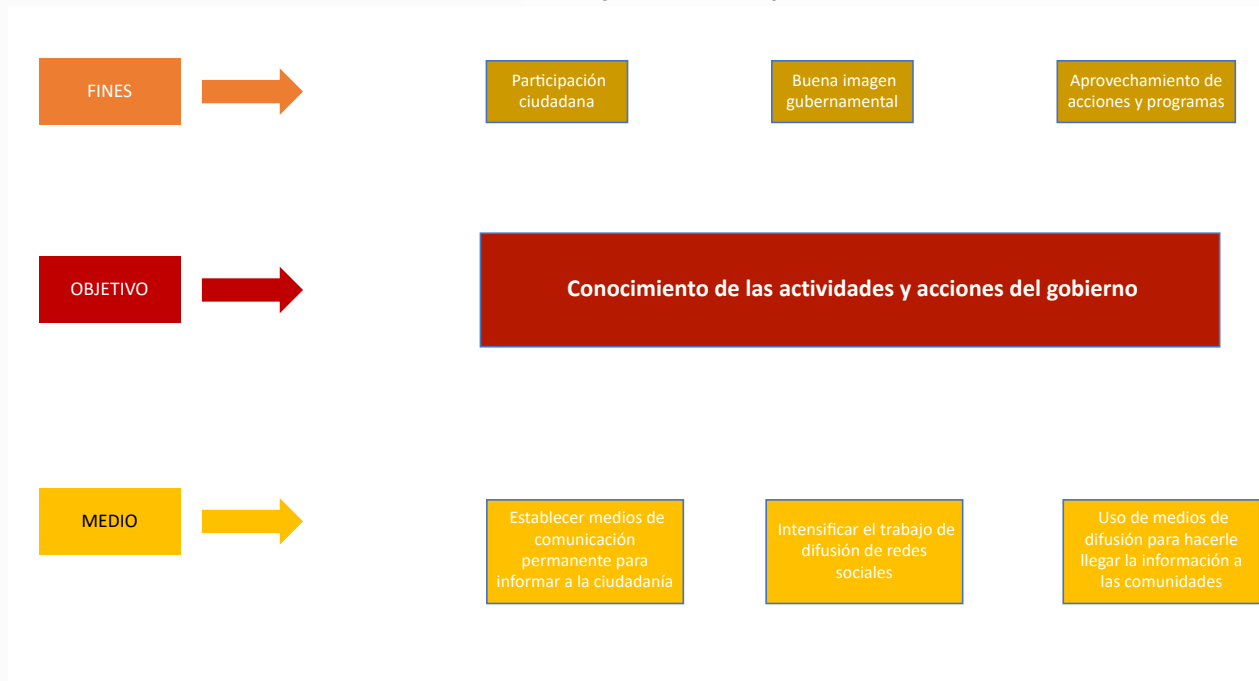 FINES
Participación
ciudadana
Buena imagen
gubernamental
Aprovechamiento de
acciones y programas
OBJETIVO
Conocimiento de las actividades y acciones del gobierno
MEDIO
Establecer medios de
comunicación
permanente para
informar a la ciudadanía
Intensificar el trabajo de
difusión de redes
sociales
Uso de medios de
difusión para hacerle
llegar la información a
las comunidades